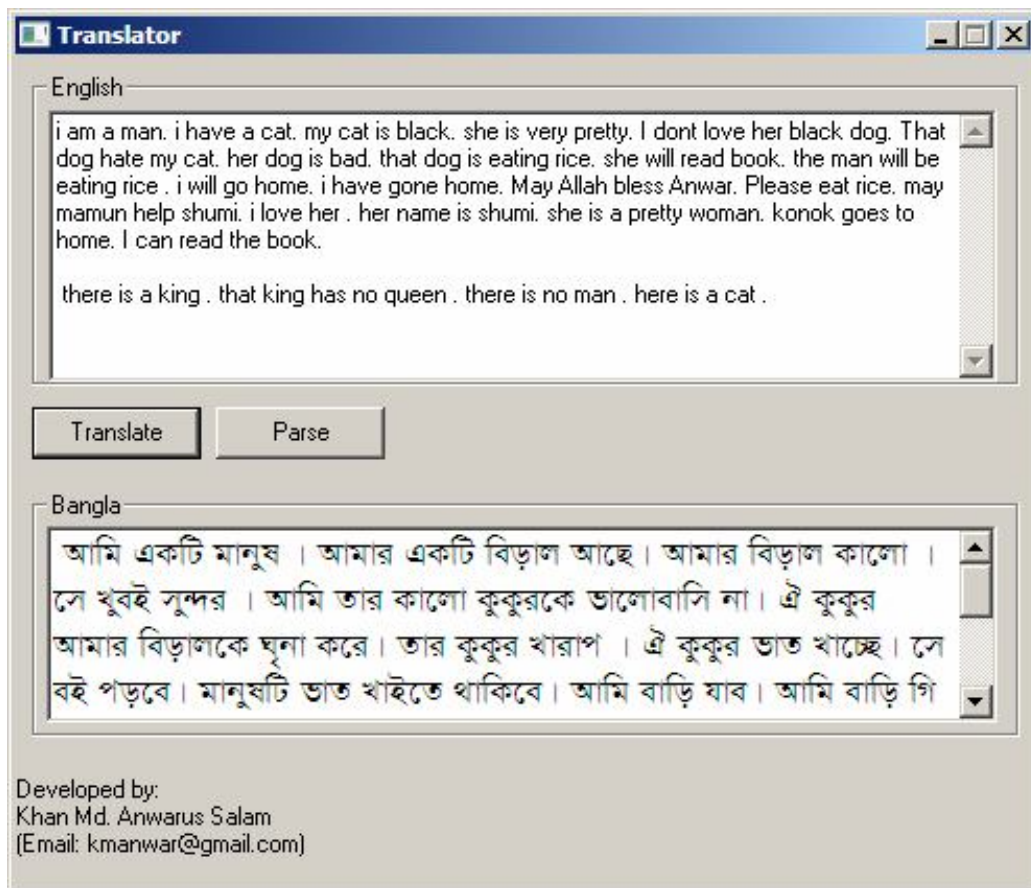 Translator
English
i am a man. i have a cat. my cat is black. she is very pretty. I dont love her black dog. That
dog hate my cat. her dog is bad. that dog is eating rice. she will read book. the man will be
eating rice . i will go home. i have gone home. May Allah bless Anwar. Please eat rice. may
mamun help shumi. i love her . her name is shumi. she is a pretty woman. konok goes to
home. I can read the book.
there is a king . that king has no queen . there is no man . here is a cat .
Translate Parse
Bangla
আমি একটি মানুষ । আমার একটি বিড়াল আছে। আমার বিড়াল কালো ।
সে খুবই সুন্দর । আমি তার কালো কুকুরকে ভালোবাসি না। ঐ কুকুর
আমার বিড়ালকে ঘৃনা করে। তার কুকুর খারাপ । ঐ কুকুর ভাত খাচ্ছে। সে
বই পড়বে। মানুষটি ভাত খাইতে থাকিবে। আমি বাড়ি যাব। আমি বাড়ি গি
Developed by:
Khan Md. Anwarus Salam
(Email: kmanwar@gmail.com)